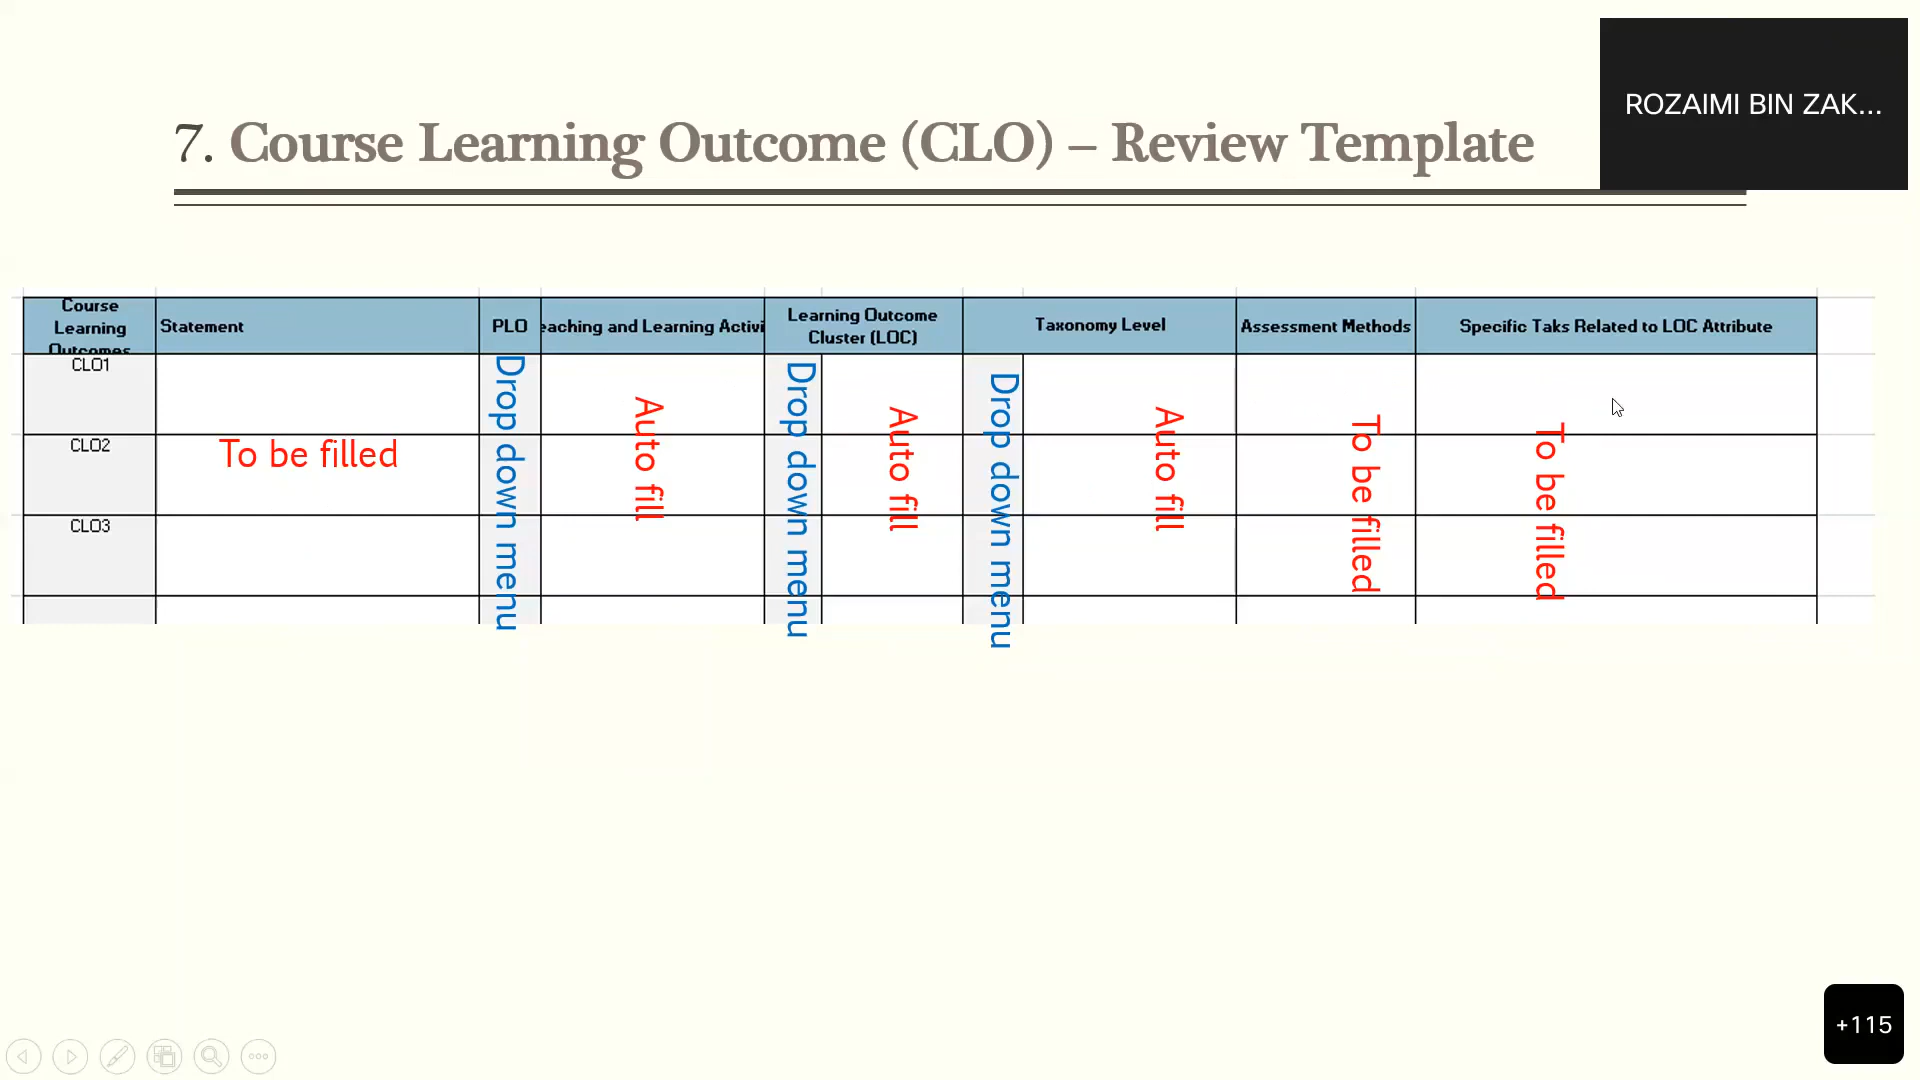 ROZAIMI BIN ZAK...
7. Course Learning Outcome (CLO) – Review Template
Course
Learning
Outcomes
Statement
PLO
eaching and Learning Activi
Learning Outcome
Cluster (LOC)
Taxonomy Level
Assessment Methods
Specific Taks Related to LOC Attribute
CLO1
CLO2
CLO3
To be filled
Drop down menu
Auto fill
Drop down menu
Auto fill
Drop down menu
Auto fill
To be filled
To be filled
+115